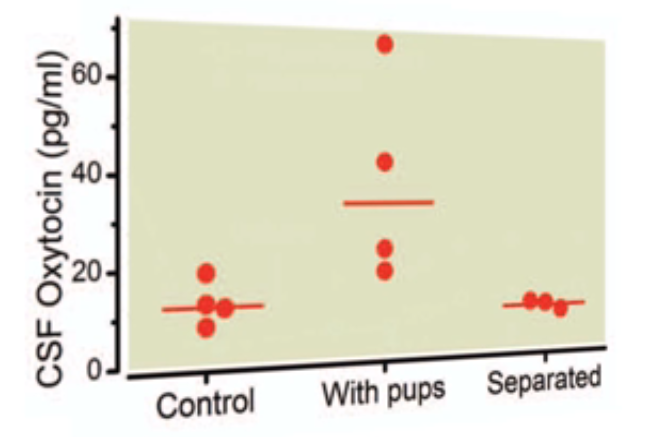 CSF Oxytocin (pg/ml)
60
40
20
0
Control
With pups
Separated